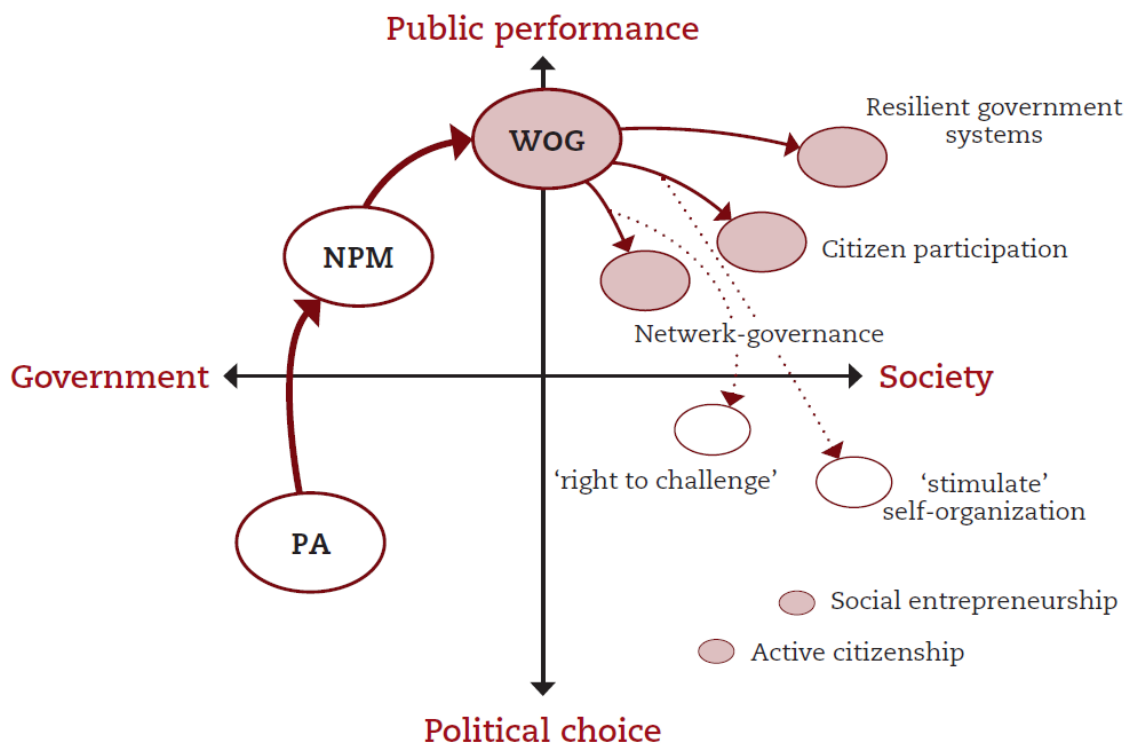 Public performance
WOG
Resilient government
systems
NPM
Citizen participation
Netwerk-governance
Government
Society
'right to challenge'
'stimulate'
self-organization
PA
Social entrepreneurship
Active citizenship
Political choice